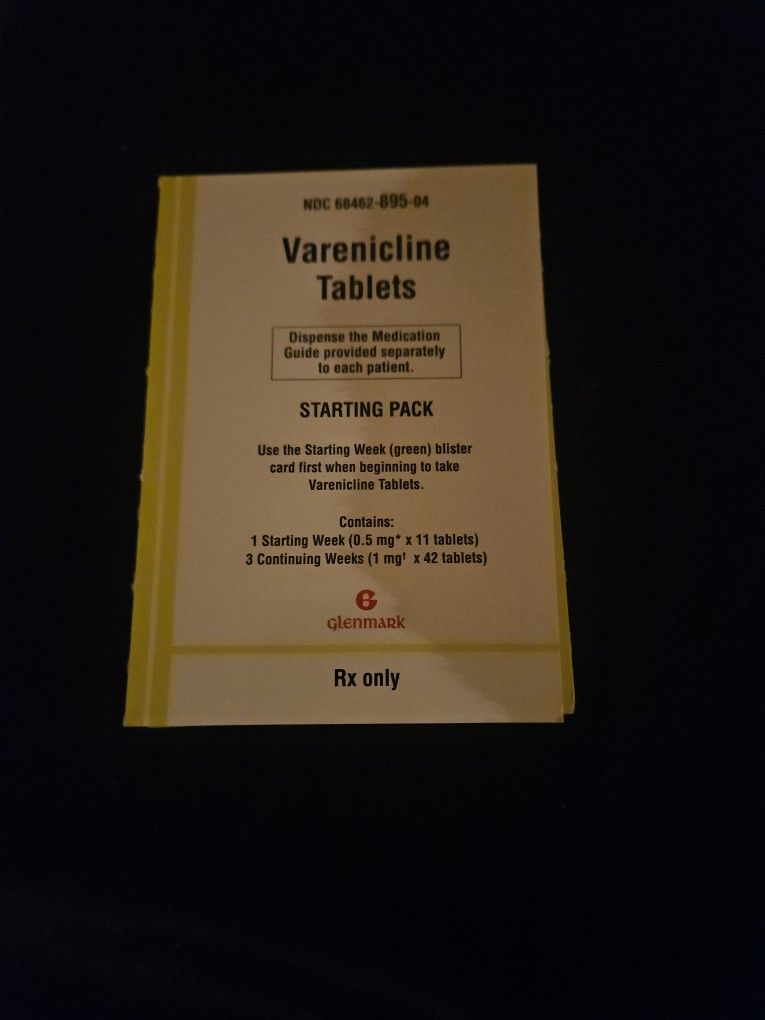 NDC 68462-895-04
Varenicline
Tablets
Dispense the Medication
Guide provided separately
to each patient.
STARTING PACK
Use the Starting Week (green) blister
card first when beginning to take
Varenicline Tablets.
Contains:
1 Starting Week (0.5 mg* x 11 tablets)
3 Continuing Weeks (1 mg† x 42 tablets)
G
glenmark
Rx only